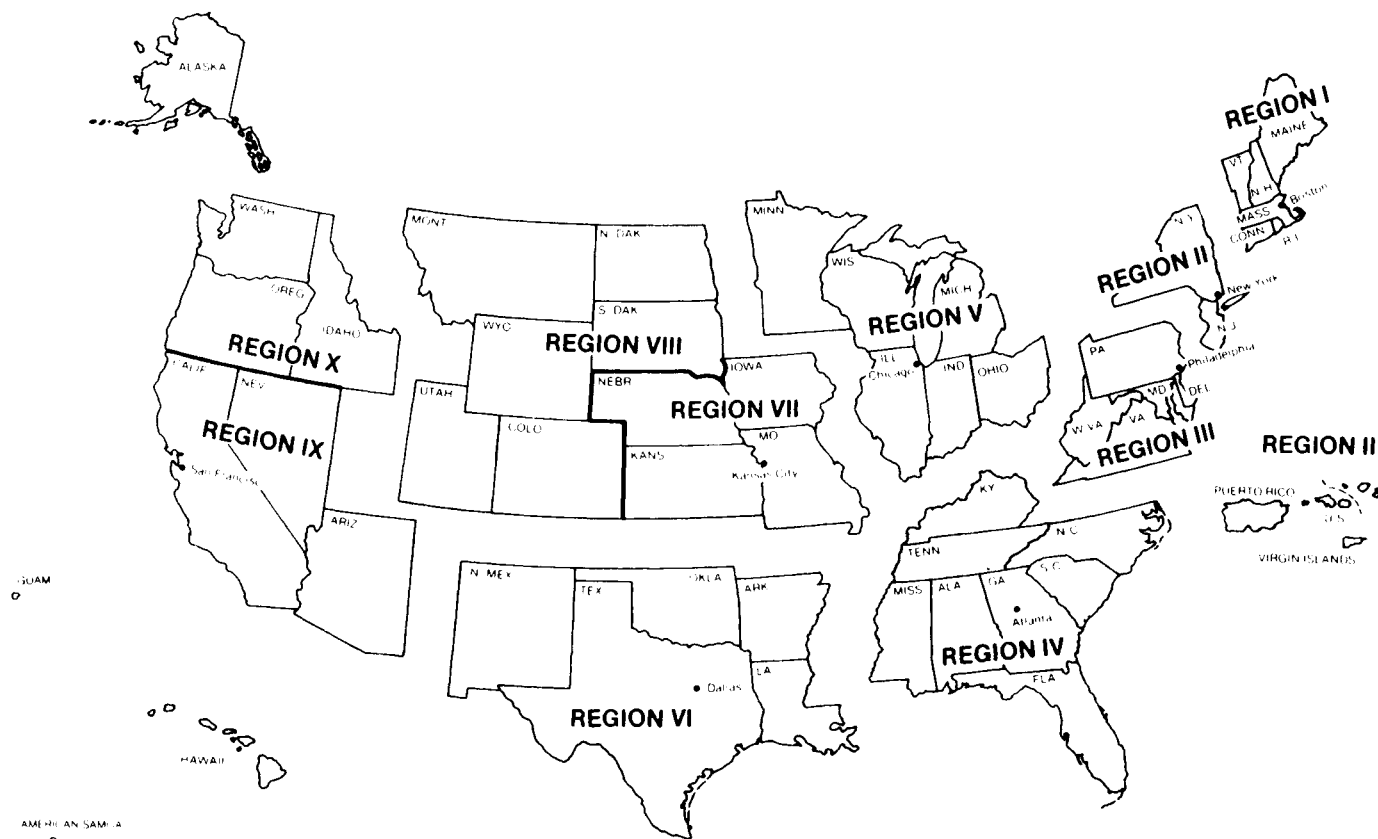 ALASKA
REGION I
MAINE
VT
N H
Boston
MASS
CONN
R I
WASH
MONT
N DAK
MINN
N Y
WIS
REGION II
OREG
MICH
New York
IDAHO
WYO
S DAK
REGION V
N J
REGION X
REGION VIII
PA
Philadelphia
CALIF
NEV
UTAH
NEBR
IOWA
ILL
Chicago
IND
OHIO
MD
DEL
REGION VII
W VA
VA
REGION IX
COLO
MO
REGION III
REGION II
KANS
Kansas City
KY
PUERTO RICO
ARIZ
TENN
N C
VIRGIN ISLANDS
S C
GUAM
N MEX
TEX
OKLA
ARK
MISS
ALA
GA
Atlanta
REGION IV
LA
FLA
Dallas
REGION VI
HAWAII